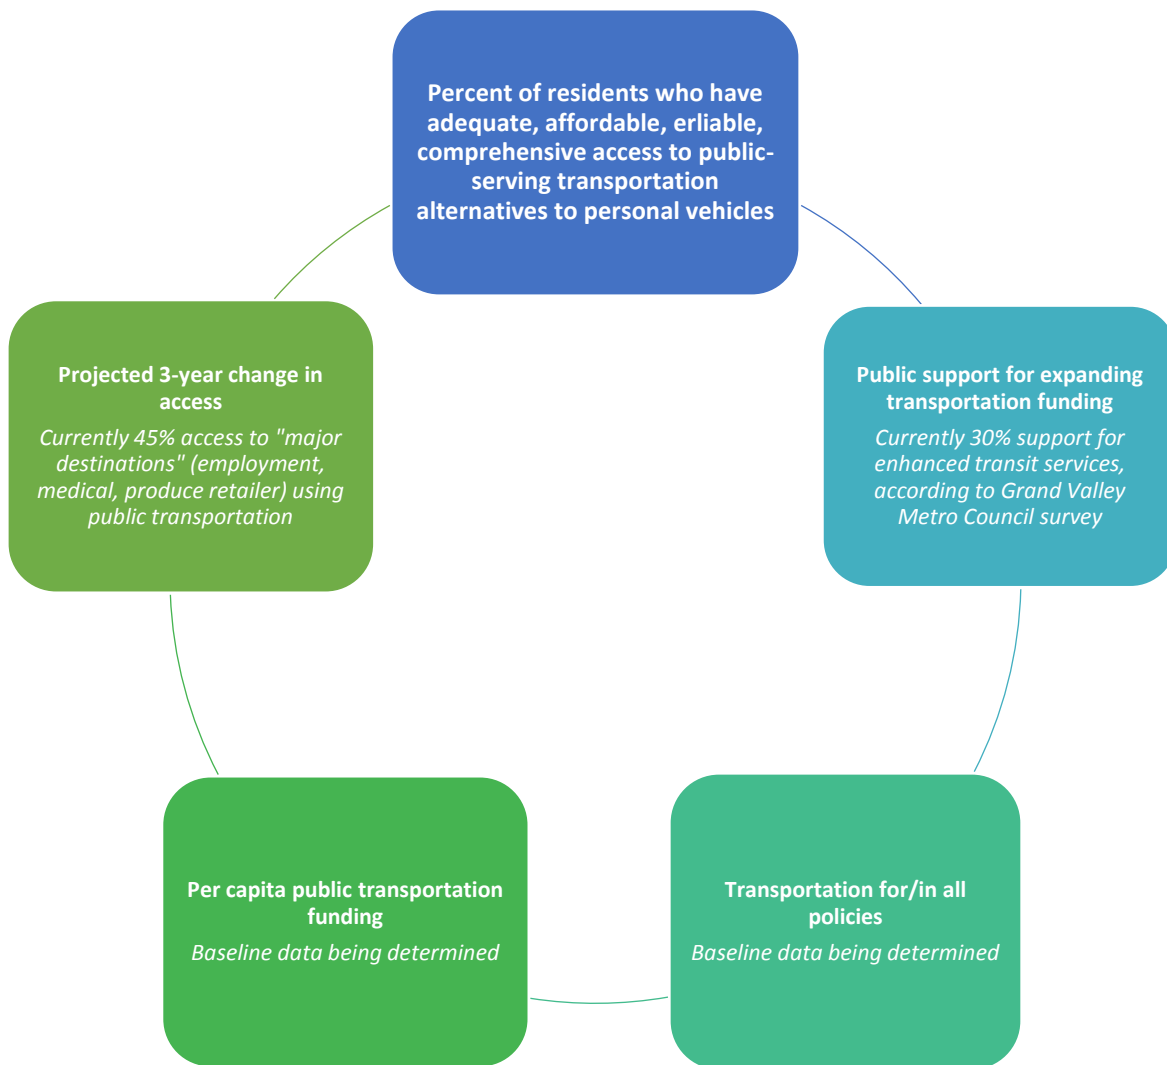 Percent of residents who have
adequate, affordable, erliable,
comprehensive access to public-
serving transportation
alternatives to personal vehicles
Projected 3-year change in
access
Currently 45% access to "major
destinations" (employment,
medical, produce retailer) using
public transportation
Public support for expanding
transportation funding
Currently 30% support for
enhanced transit services,
according to Grand Valley
Metro Council survey
Per capita public transportation
funding
Baseline data being determined
Transportation for/in all
policies
Baseline data being determined